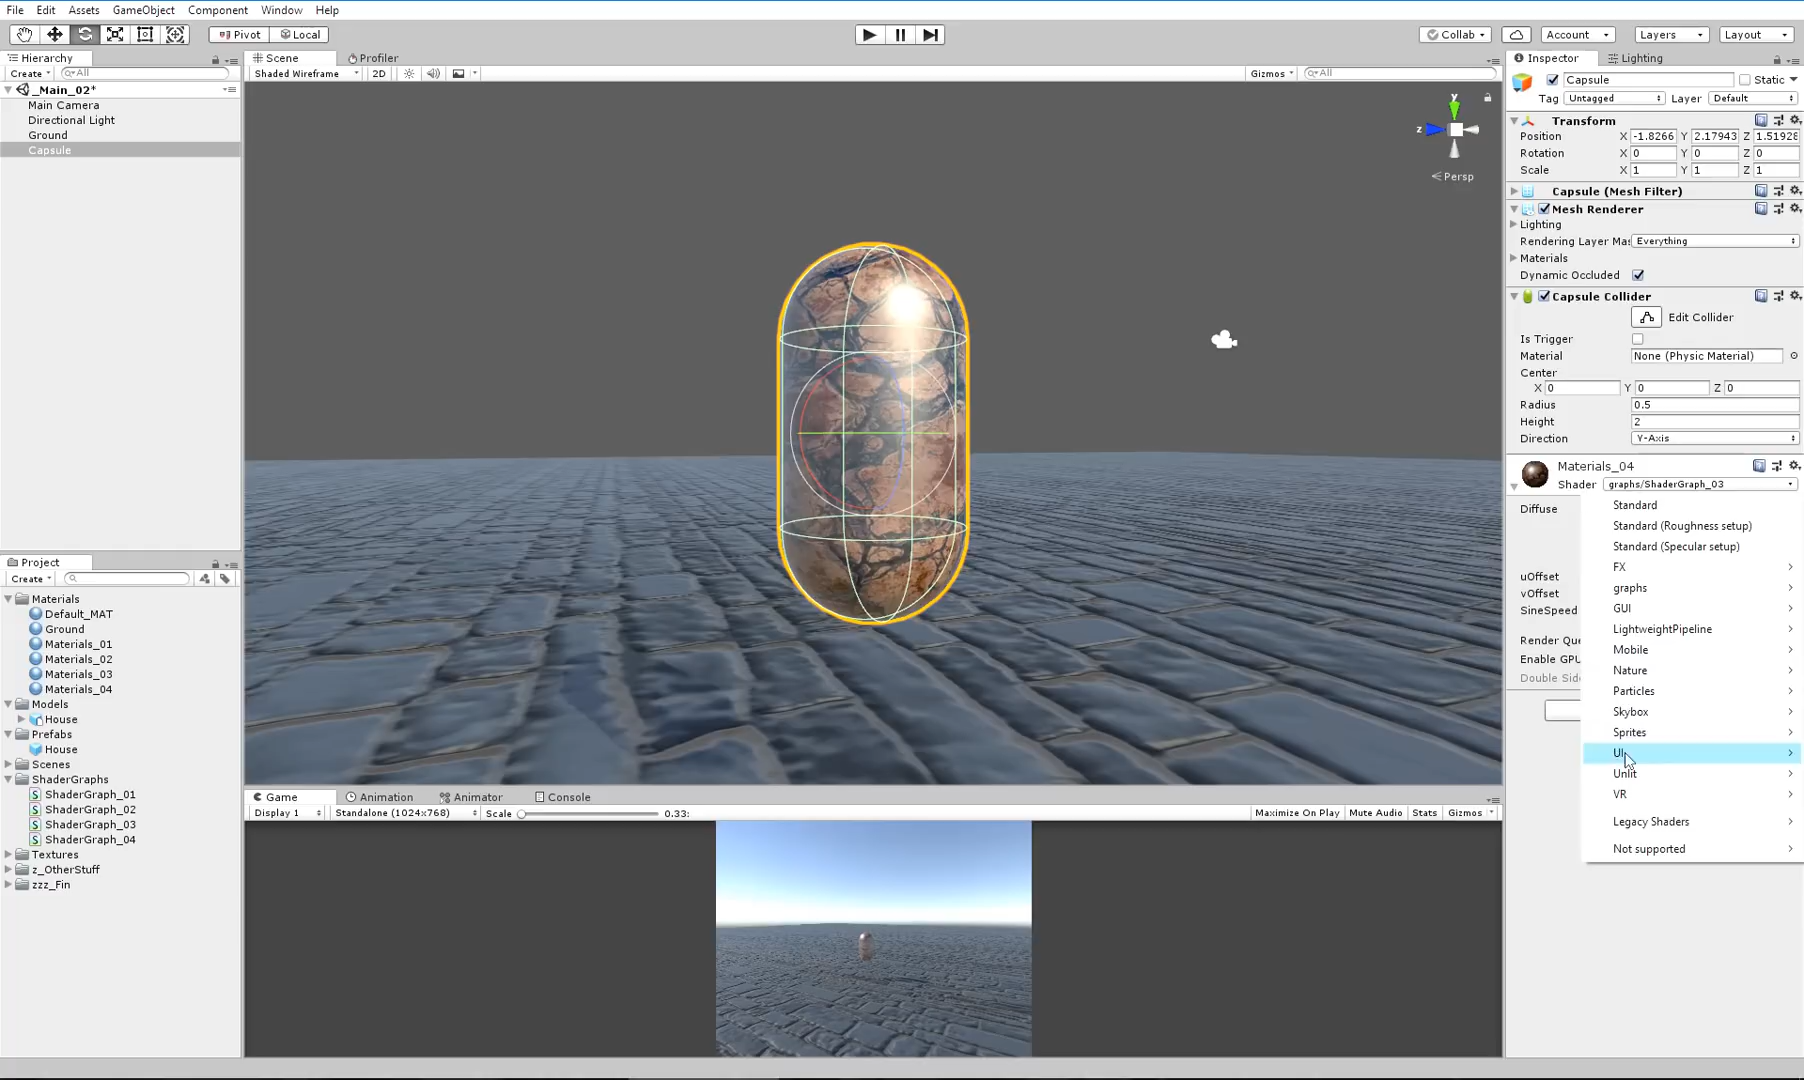 File Edit Assets GameObject Component Window Help
Pivot Local Collab Account Layers Layout
Hierarchy
Create All
_Main_02*
Main Camera
Directional Light
Ground
Capsule
Scene Profiler
Shaded Wireframe 2D Gizmos All
y
z
Persp
Inspector Lighting
Capsule Static
Tag Untagged Layer Default
Transform
Position X -1.8266 Y 2.17943 Z 1.51928
Rotation X 0 Y 0 Z 0
Scale X 1 Y 1 Z 1
Capsule (Mesh Filter)
Mesh Renderer
Lighting
Rendering Layer Mas Everything
Materials
Dynamic Occluded
Capsule Collider
Edit Collider
Is Trigger
Material None (Physic Material)
Center
X 0 Y 0 Z 0
Radius 0.5
Height 2
Direction Y-Axis
Materials_04
Shader graphs/ShaderGraph_03
Diffuse
uOffset
vOffset
SineSpeed
Render Que
Enable GPU
Double Side
Standard
Standard (Roughness setup)
Standard (Specular setup)
FX
graphs
GUI
LightweightPipeline
Mobile
Nature
Particles
Skybox
Sprites
UI
Unlit
VR
Legacy Shaders
Not supported
Project
Create
Materials
Default_MAT
Ground
Materials_01
Materials_02
Materials_03
Materials_04
Models
House
Prefabs
House
Scenes
ShaderGraphs
ShaderGraph_01
ShaderGraph_02
ShaderGraph_03
ShaderGraph_04
Textures
z_OtherStuff
zzz_Fin
Game Animation Animator Console
Display 1 Standalone (1024x768) Scale 0.33: Maximize On Play Mute Audio Stats Gizmos